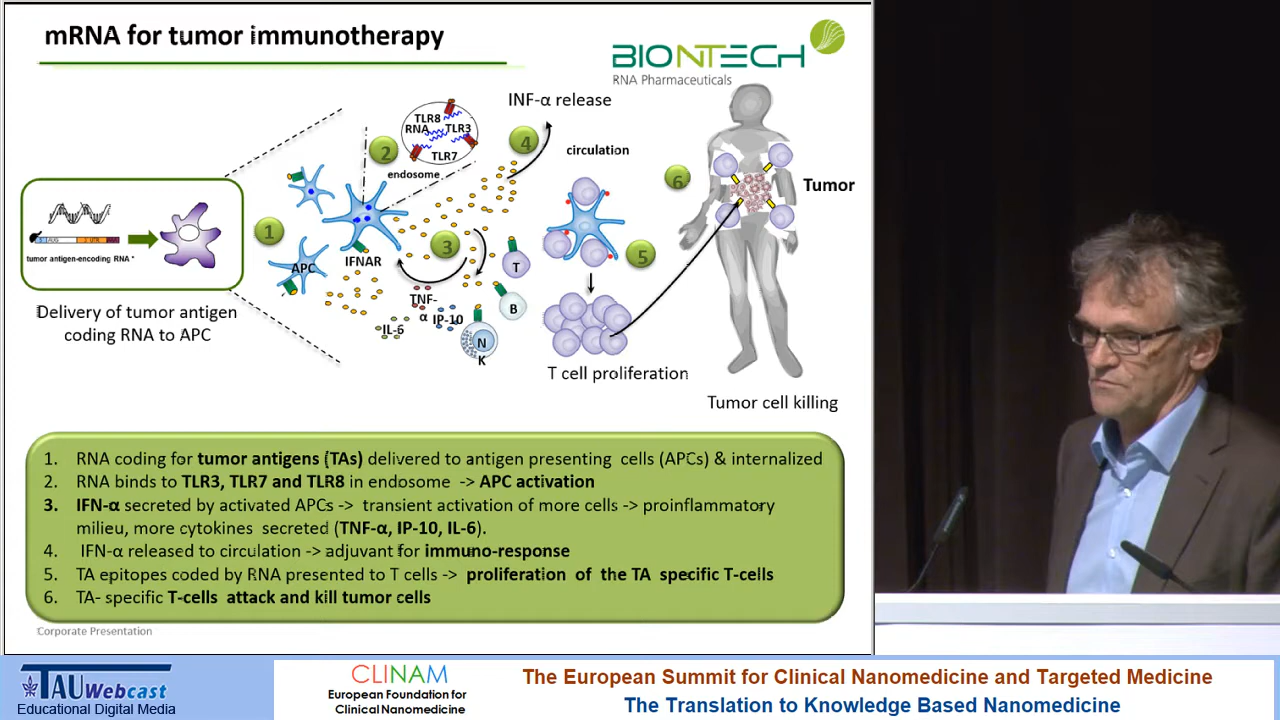 mRNA for tumor immunotherapy
BIONTECH
RNA Pharmaceuticals
INF-α release
TLR8
RNA
TLR3
TLR7
endosome
circulation
Tumor
1
2
3
4
5
6
APC
IFNAR
T
B
N
K
TNF-
α
IP-10
IL-6
tumor antigen-encoding RNA *
Delivery of tumor antigen
coding RNA to APC
T cell proliferation
Tumor cell killing
1. RNA coding for tumor antigens (TAs) delivered to antigen presenting cells (APCs) & internalized
2. RNA binds to TLR3, TLR7 and TLR8 in endosome -> APC activation
3. IFN-α secreted by activated APCs -> transient activation of more cells -> proinflammatory
milieu, more cytokines secreted (TNF-α, IP-10, IL-6).
4. IFN-α released to circulation -> adjuvant for immuno-response
5. TA epitopes coded by RNA presented to T cells -> proliferation of the TA specific T-cells
6. TA- specific T-cells attack and kill tumor cells
Corporate Presentation
TAU Webcast
Educational Digital Media
CLINAM
European Foundation for
Clinical Nanomedicine
The European Summit for Clinical Nanomedicine and Targeted Medicine
The Translation to Knowledge Based Nanomedicine